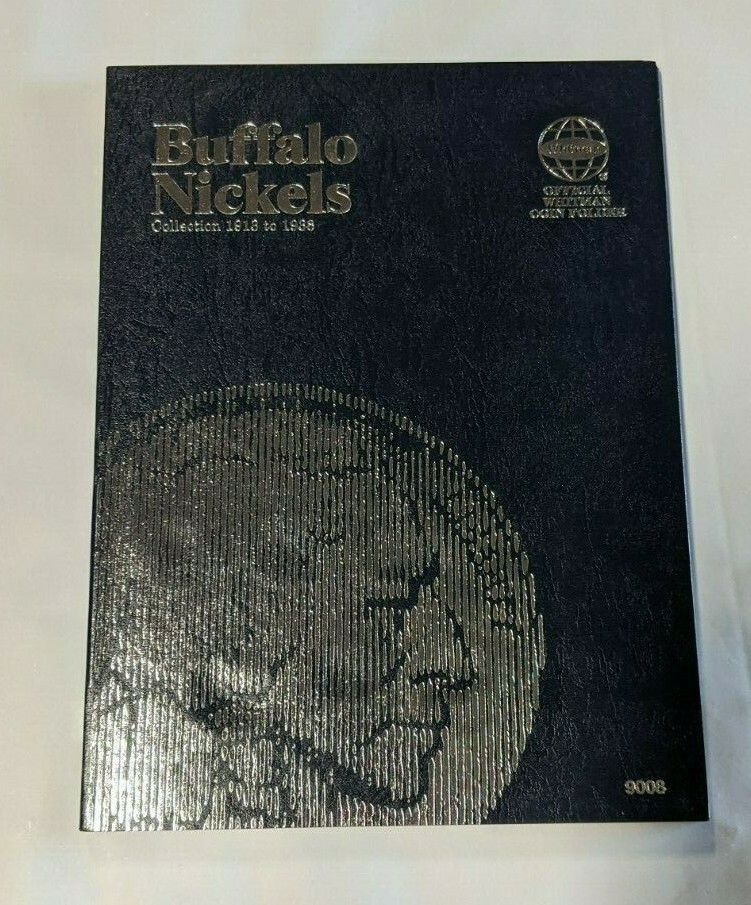 Buffalo
Nickels
Collection 1913 to 1938
Whitman
®
OFFICIAL
WHITMAN
COIN FOLDER
9008